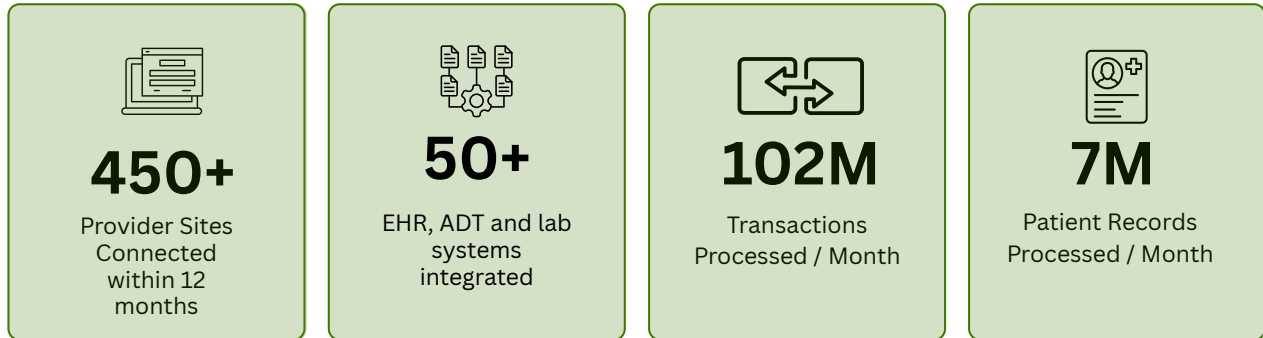 450+
Provider Sites
Connected
within 12
months
50+
EHR, ADT and lab
systems
integrated
102M
Transactions
Processed / Month
7M
Patient Records
Processed / Month